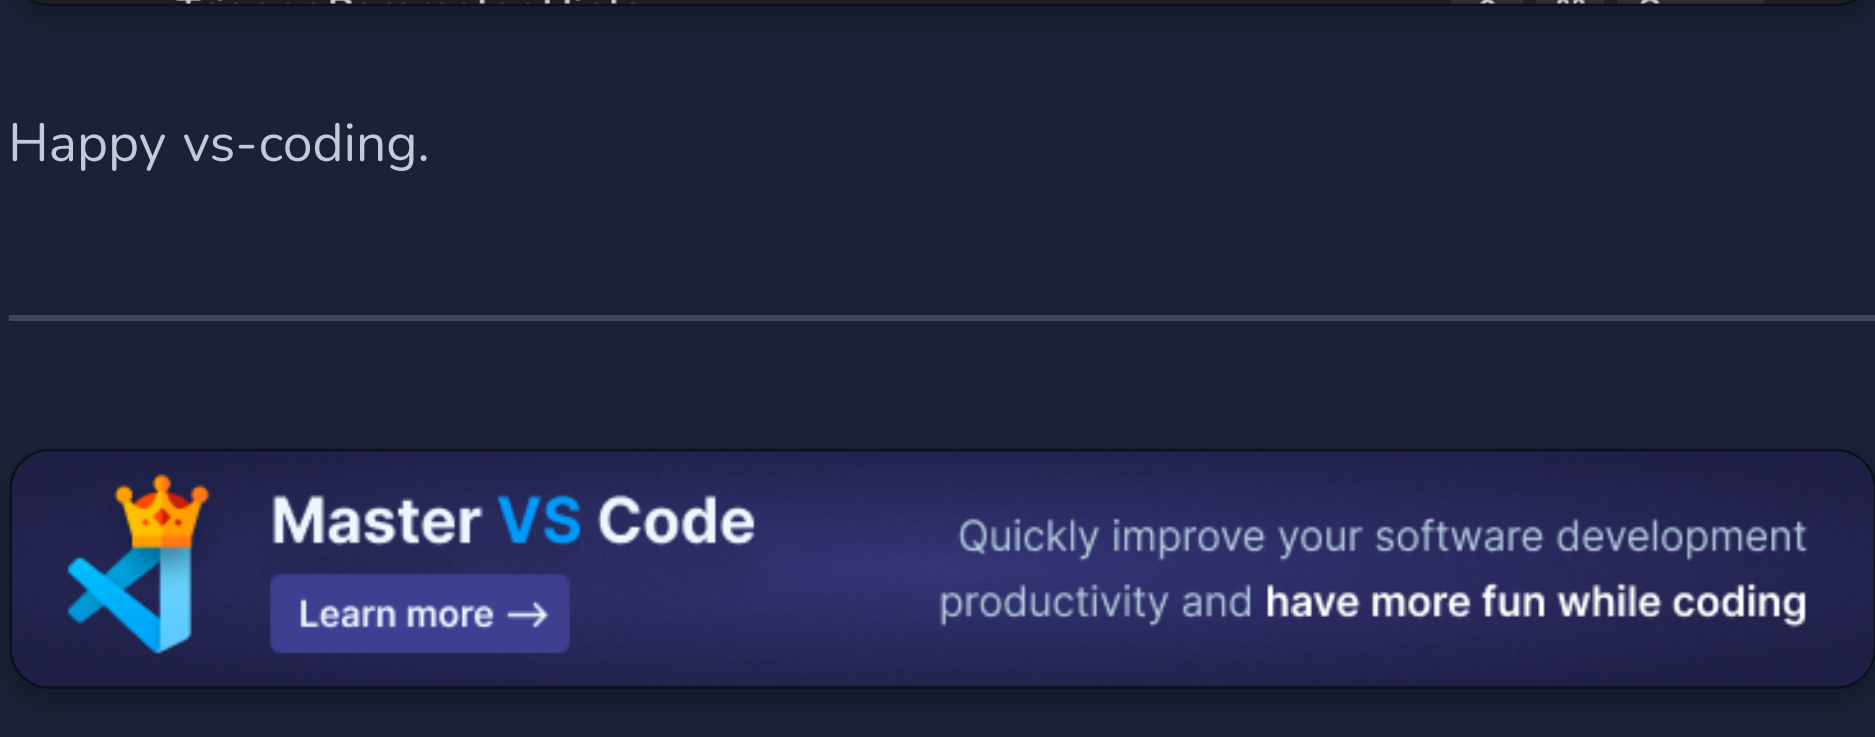 Happy vs-coding.
Master VS Code
Learn more →
Quickly improve your software development
productivity and have more fun while coding